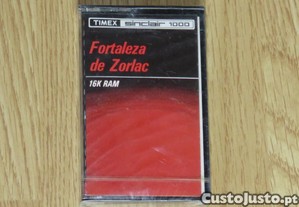 TIMEX sinclair 1000
Fortaleza
de Zorlac
16K RAM
CustoJusto.pt